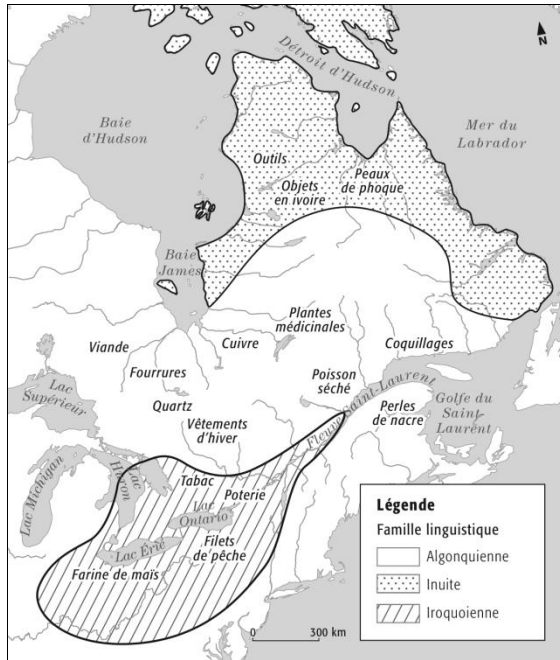 N
Détroit d'Hudson
Baie
d'Hudson
Mer du
Labrador
Outils
Objets
en ivoire
Peaux
de phoque
Baie
James
Plantes
médicinales
Viande
Cuivre
Coquillages
Fourrures
Poisson
séché
Lac
Supérieur
Quartz
Fleuve Saint-Laurent
Perles
de nacre
Golfe du
Saint-
Laurent
Vêtements
d'hiver
Lac Michigan
Lac
Huron
Tabac
Poterie
Lac
Ontario
Filets
de pêche
Lac Érié
Farine de maïs
0 300 km
Légende
Famille linguistique
Algonquienne
Inuite
Iroquoienne